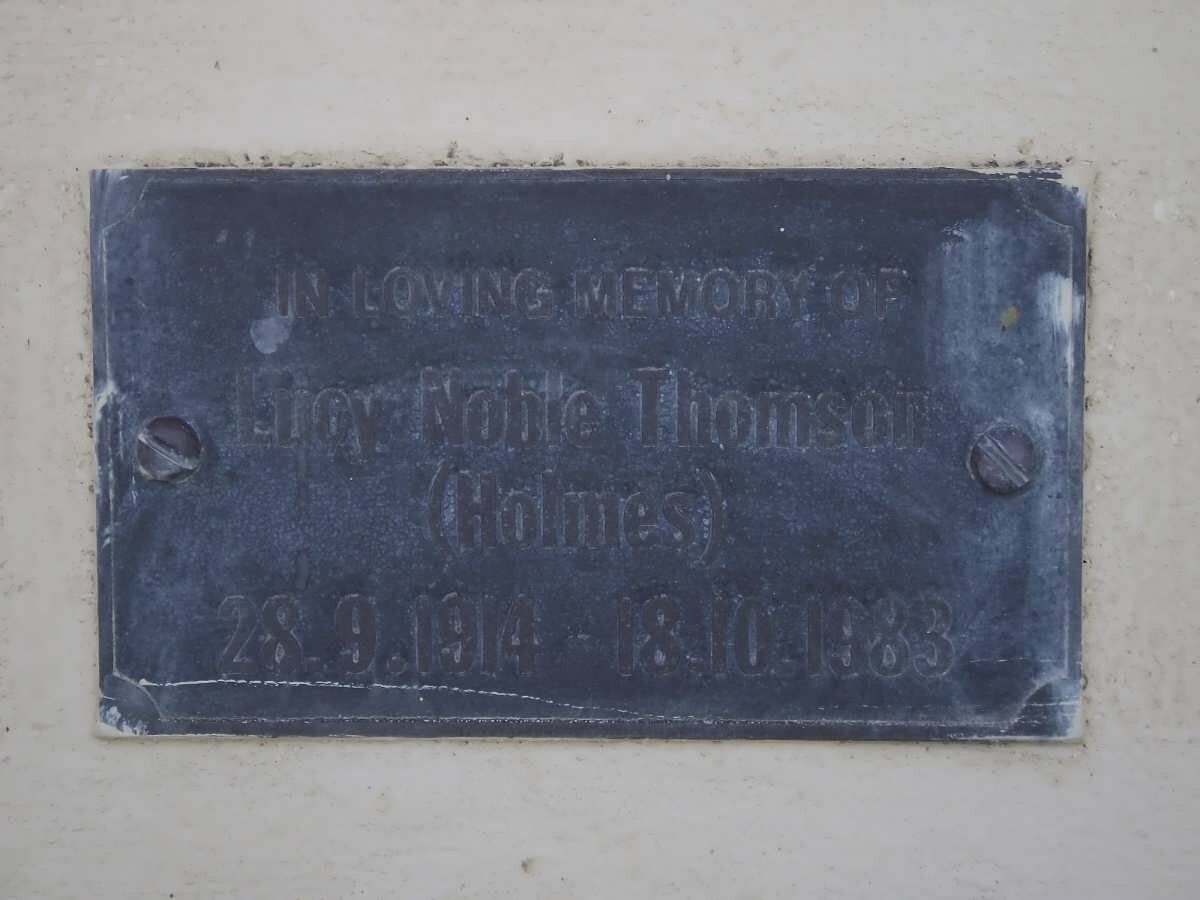 IN LOVING MEMORY OF
Lucy Noble Thomson
(Holmes)
28.9.1914 - 18.10.1983